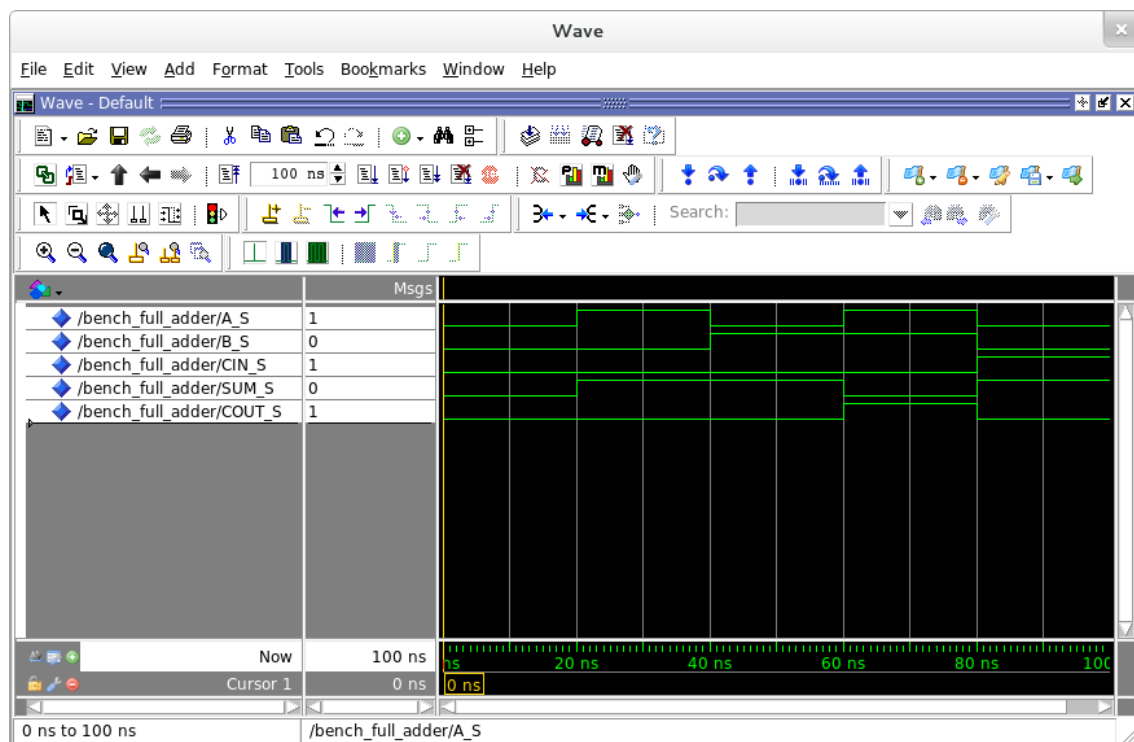 Wave
File Edit View Add Format Tools Bookmarks Window Help
Wave - Default
100 ns
Search:
Msgs
/bench_full_adder/A_S 1
/bench_full_adder/B_S 0
/bench_full_adder/CIN_S 1
/bench_full_adder/SUM_S 0
/bench_full_adder/COUT_S 1
Now 100 ns
ns 20 ns 40 ns 60 ns 80 ns 100
Cursor 1 0 ns 0 ns
0 ns to 100 ns /bench_full_adder/A_S